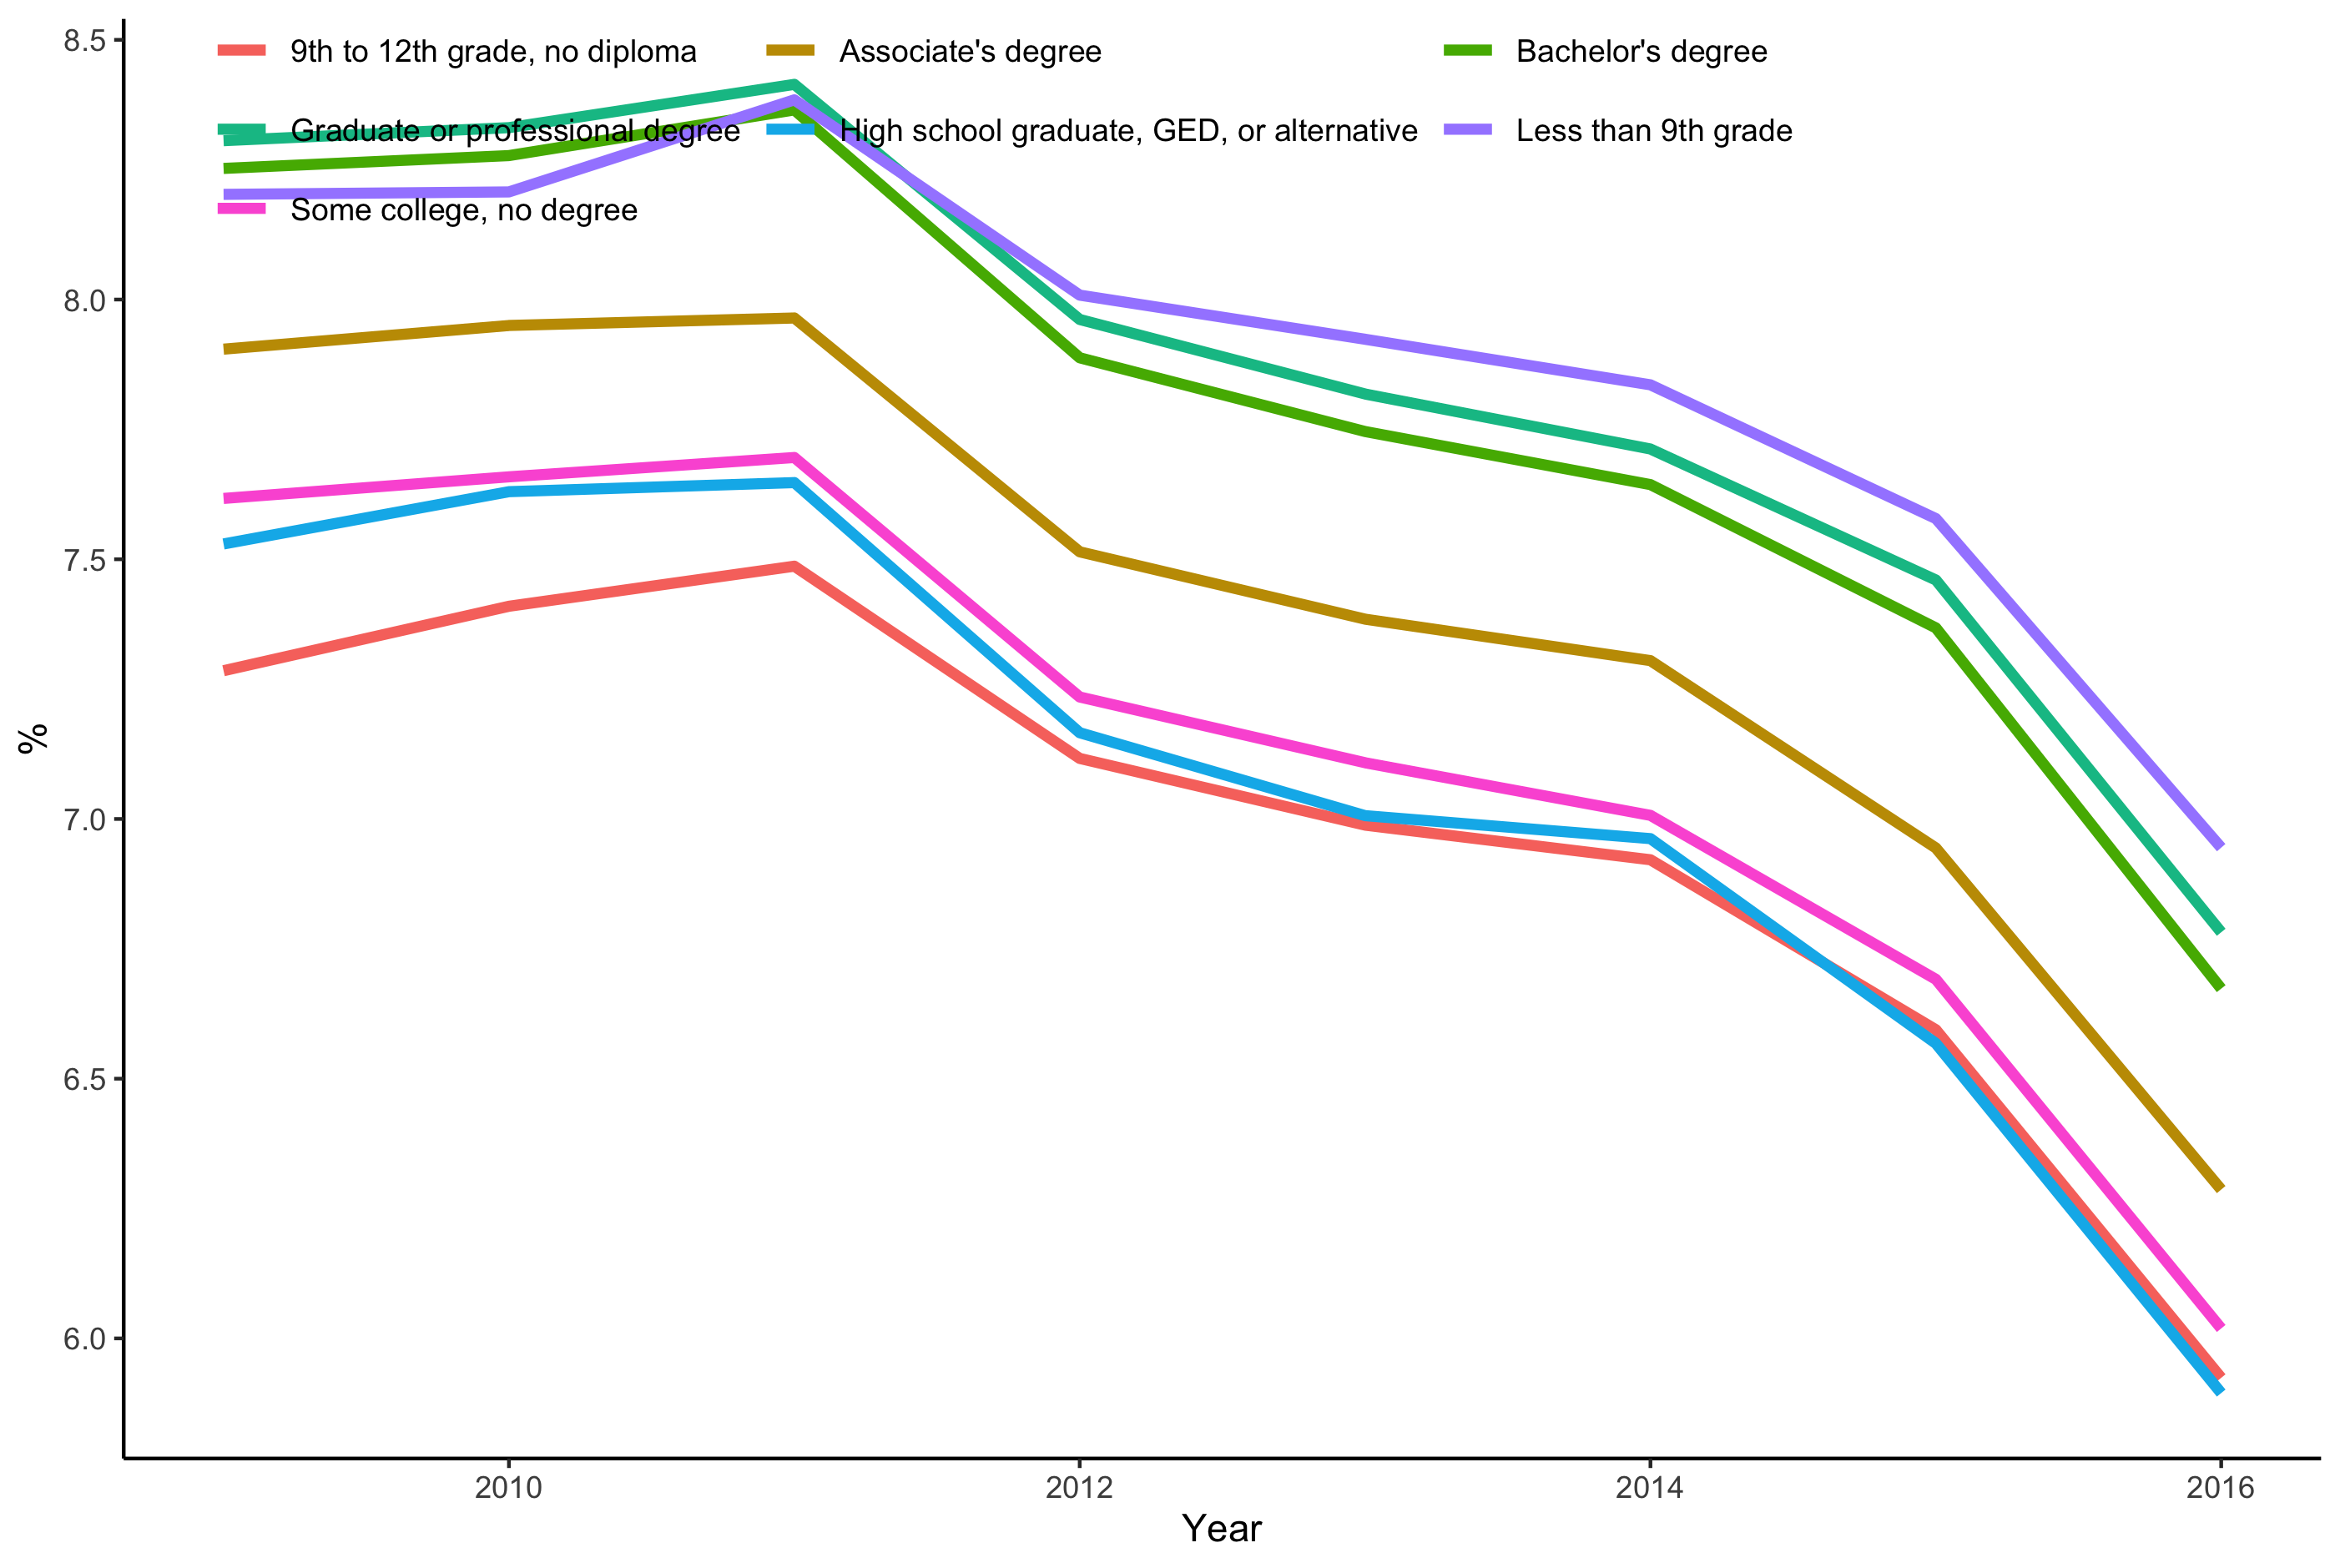 9th to 12th grade, no diploma
Associate's degree
Bachelor's degree
Graduate or professional degree
High school graduate, GED, or alternative
Less than 9th grade
Some college, no degree
8.5
8.0
7.5
7.0
6.5
6.0
%
2010
2012
2014
2016
Year